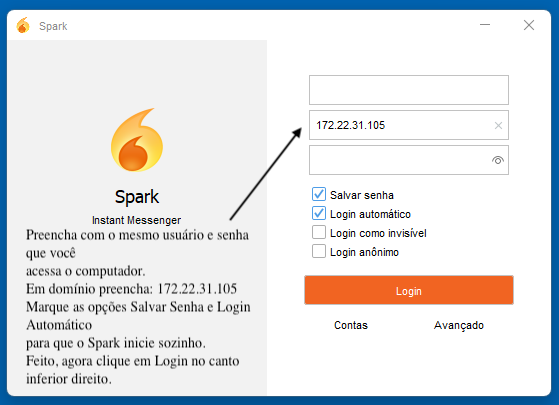 Spark
172.22.31.105
Spark
Instant Messenger
Preencha com o mesmo usuário e senha
que você
acessa o computador.
Em domínio preencha: 172.22.31.105
Marque as opções Salvar Senha e Login
Automático
para que o Spark inicie sozinho.
Feito, agora clique em Login no canto
inferior direito.
Salvar senha
Login automático
Login como invisível
Login anônimo
Login
Contas
Avançado